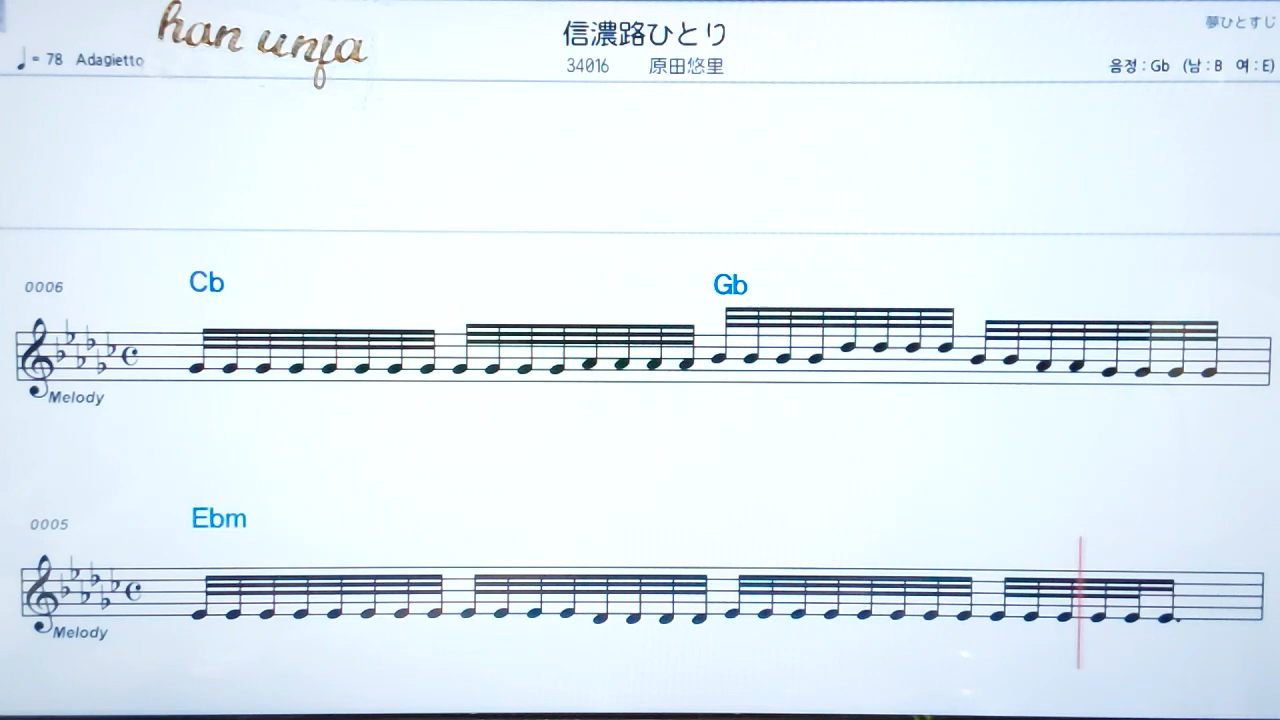 han unja
信濃路ひとり
夢ひとすじ
♩= 78 Adagietto
34016 原田悠里
음정 : Gb (남 : B 여 : E)
0006
Cb Gb
Melody
0005
Ebm
Melody